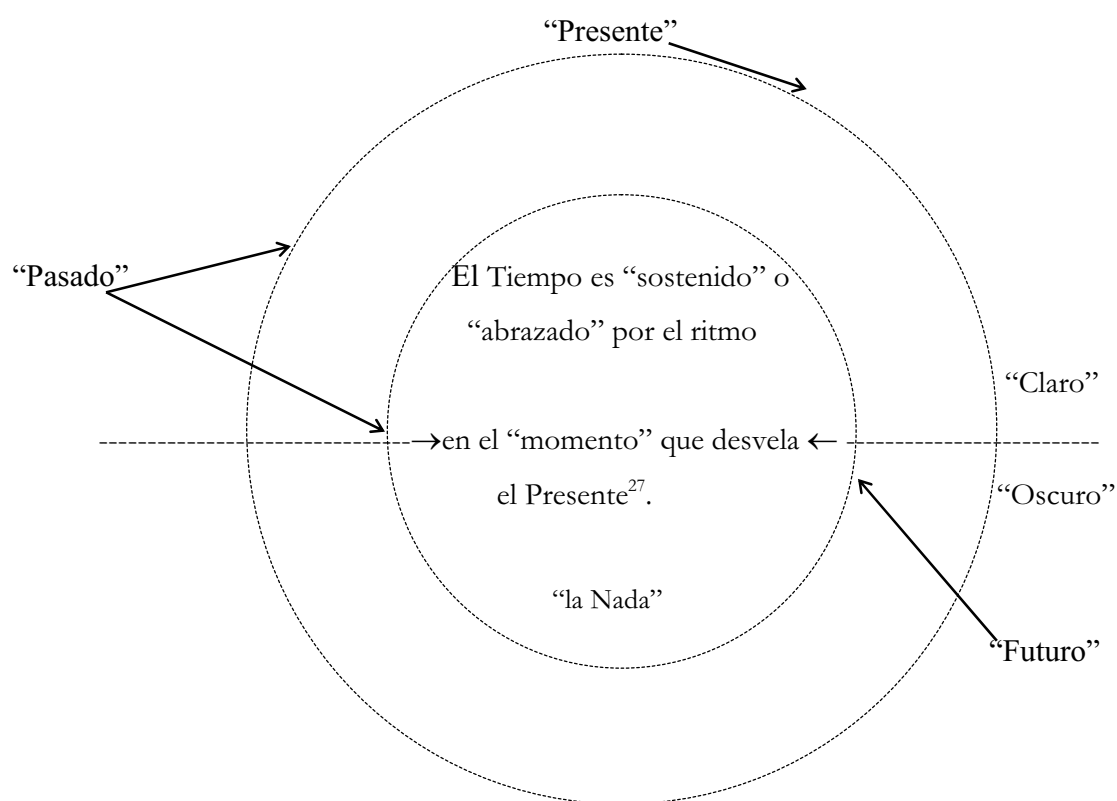 “Presente”
“Pasado”
El Tiempo es “sostenido” o
“abrazado” por el ritmo
“Claro”
→en el “momento” que desvela ←
el Presente27.
“Oscuro”
“la Nada”
“Futuro”